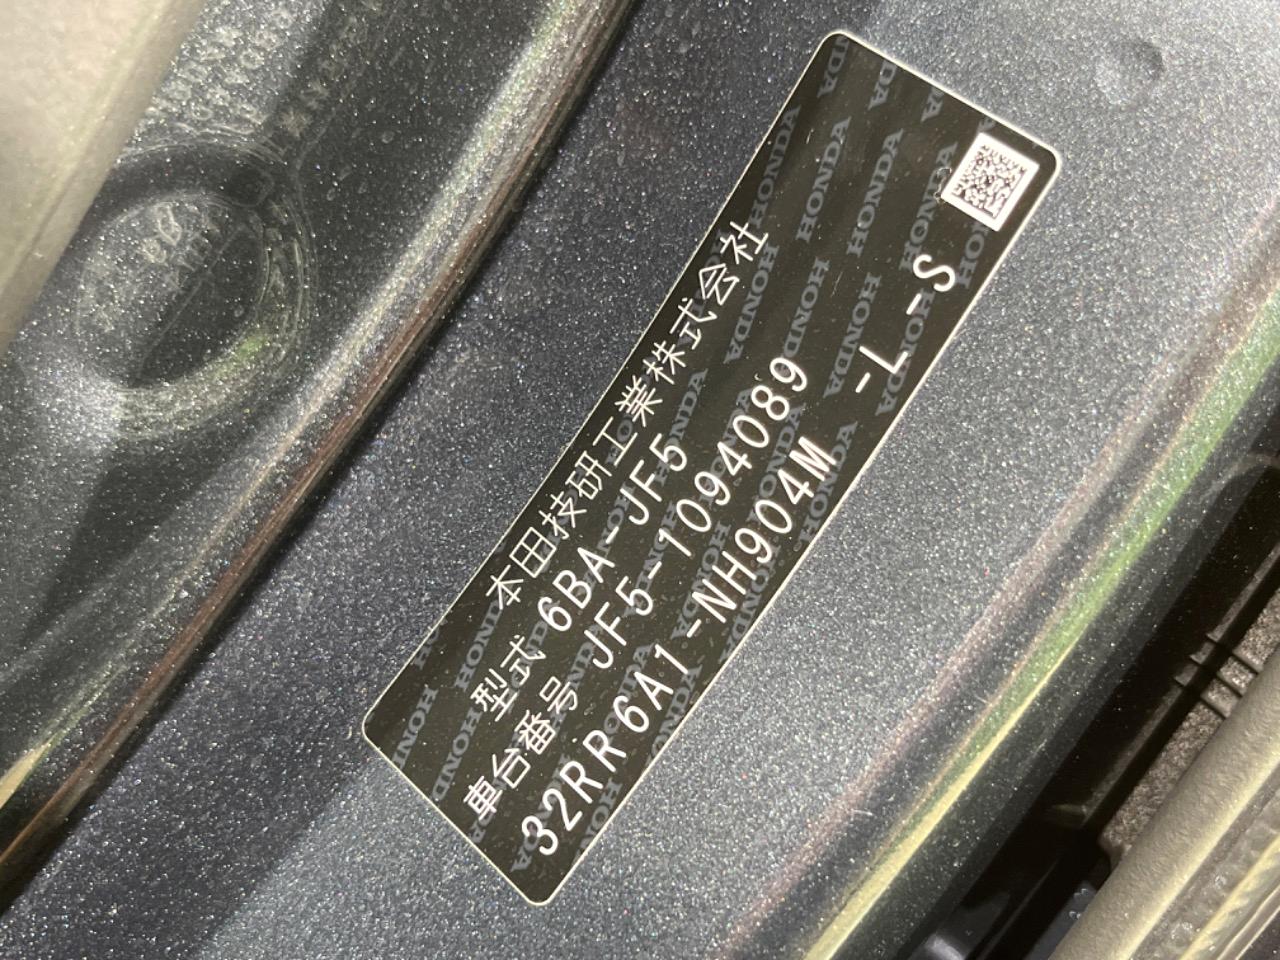 本田技研工業株式会社
型式 6BA-JF5
車台番号 JF5-1094089
32RR6A1-NH904M -L-S